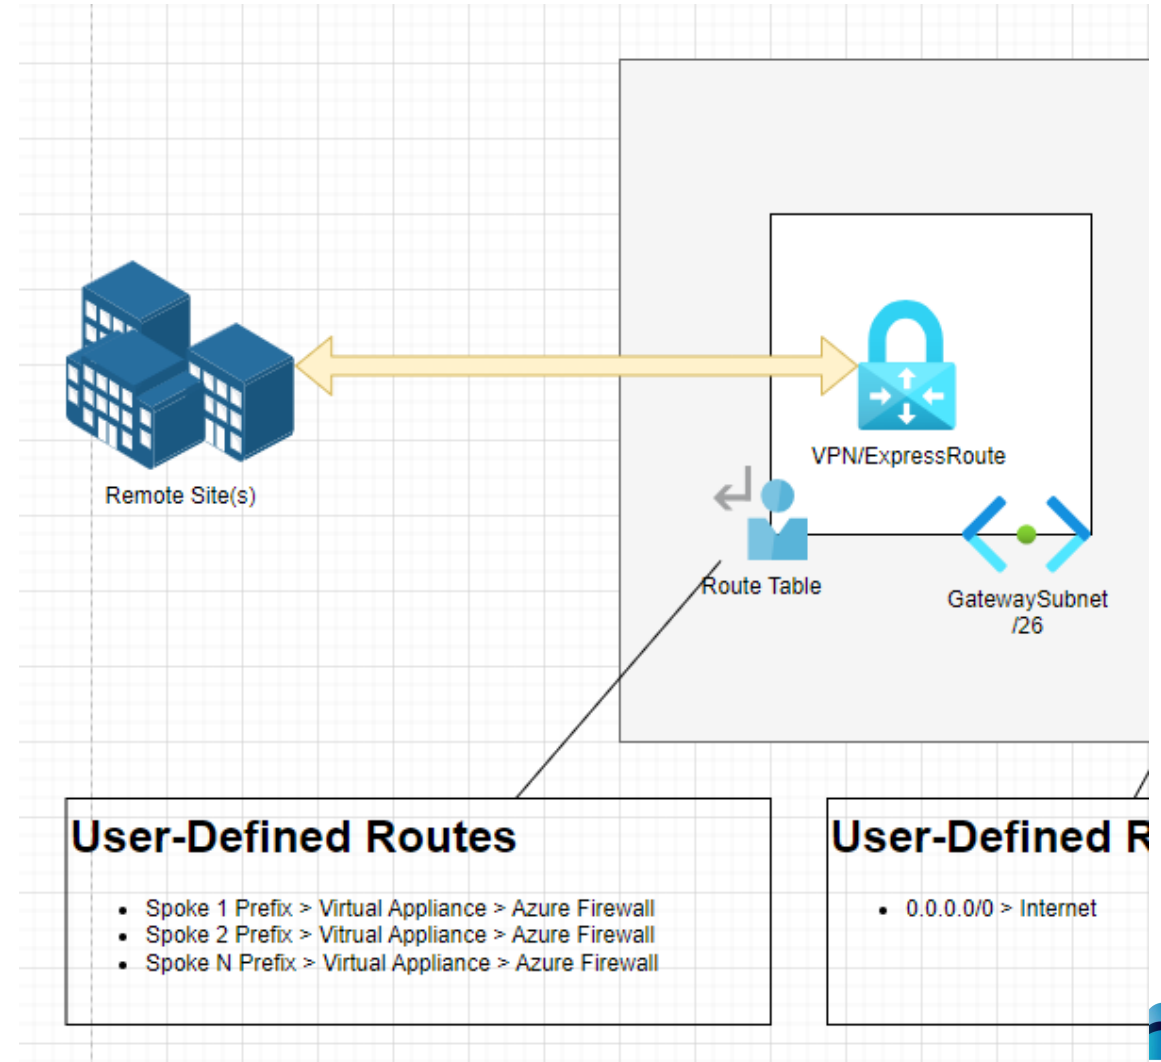 VPN/ExpressRoute
Remote Site(s)
Route Table
GatewaySubnet
/26
User-Defined Routes
• Spoke 1 Prefix > Virtual Appliance > Azure Firewall
• Spoke 2 Prefix > Vitrual Appliance > Azure Firewall
• Spoke N Prefix > Virtual Appliance > Azure Firewall
User-Defined
• 0.0.0.0/0 > Internet